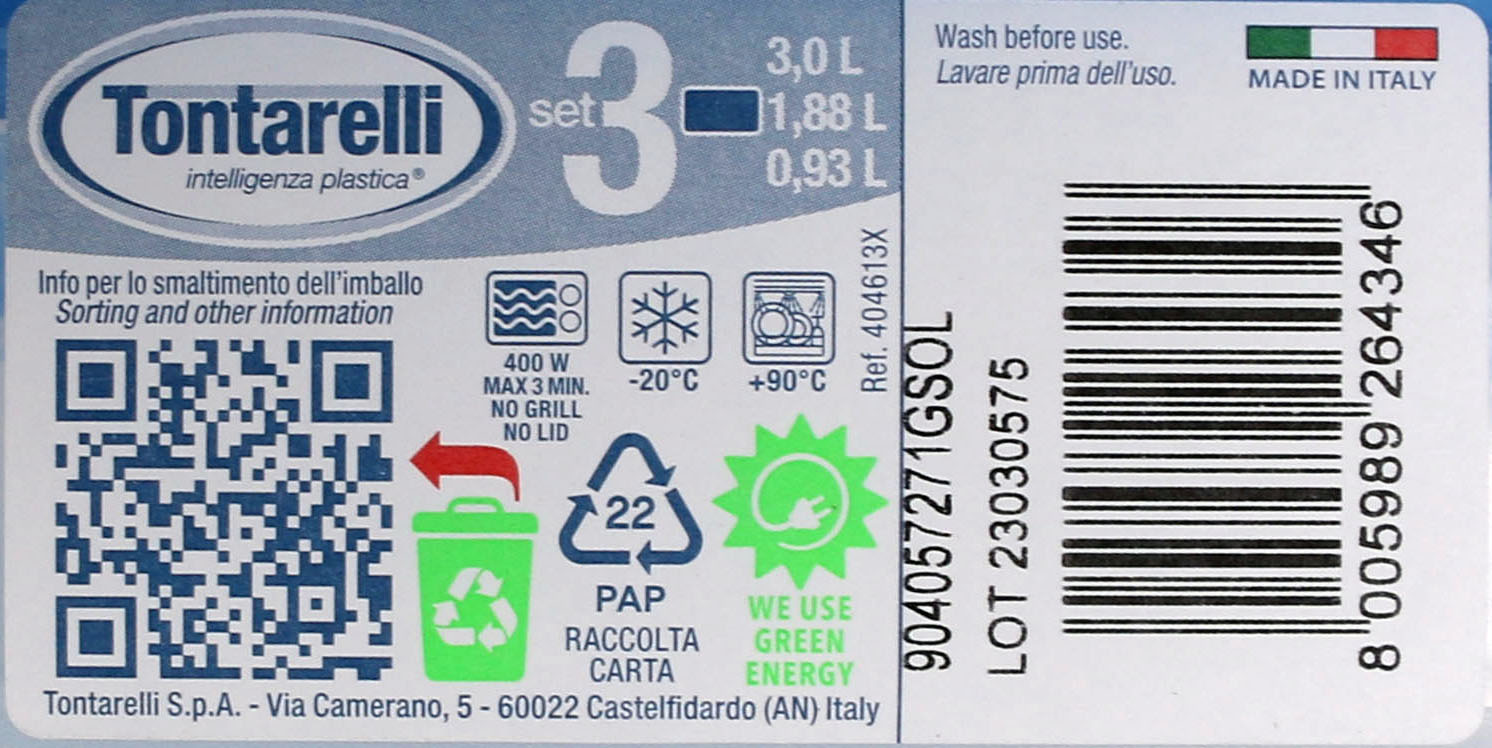 Tontarelli
intelligenza plastica®
set 3
3,0 L
1,88 L
0,93 L
Info per lo smaltimento dell'imballo
Sorting and other information
400 W
MAX 3 MIN.
NO GRILL
NO LID
-20°C
+90°C
Ref. 404613X
22
PAP
RACCOLTA
CARTA
WE USE
GREEN
ENERGY
Tontarelli S.p.A. - Via Camerano, 5 - 60022 Castelfidardo (AN) Italy
Wash before use.
Lavare prima dell'uso.
MADE IN ITALY
904057271GSOL
LOT 23030575
8 005989 264346